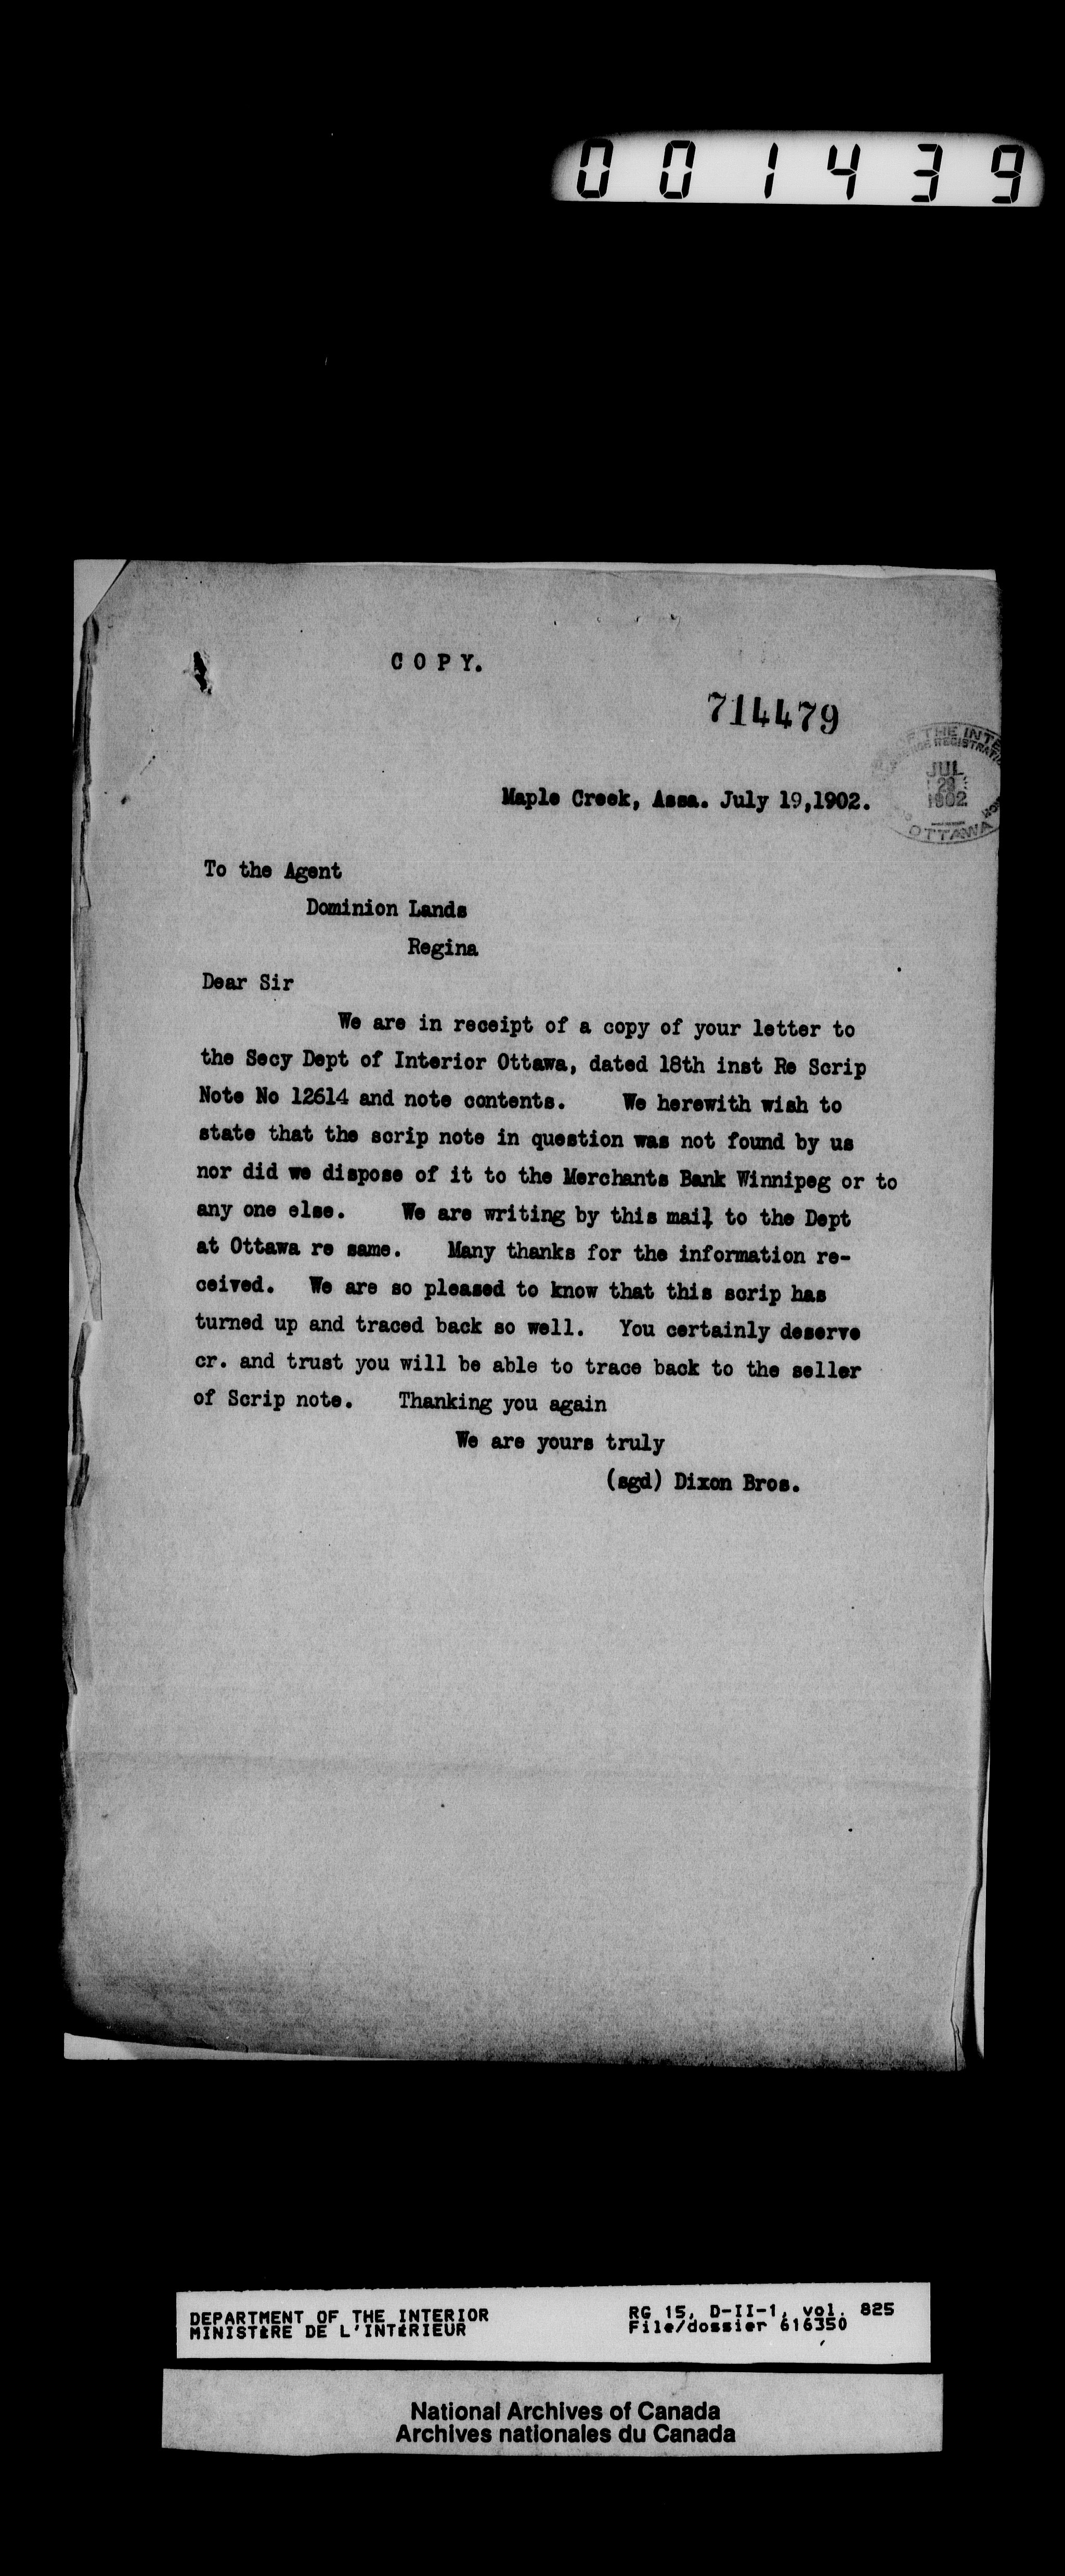 001439
COPY.
714479
OF THE INTE
REGISTRATI
JUL
29
1902
OTTAWA
Maple Creek, Assa. July 19,1902.
To the Agent
Dominion Lands
Regina
Dear Sir
We are in receipt of a copy of your letter to
the Secy Dept of Interior Ottawa, dated 18th inst Re Scrip
Note No 12614 and note contents. We herewith wish to
state that the scrip note in question was not found by us
nor did we dispose of it to the Merchants Bank Winnipeg or to
any one else. We are writing by this mail to the Dept
at Ottawa re same. Many thanks for the information re-
ceived. We are so pleased to know that this scrip has
turned up and traced back so well. You certainly deserve
cr. and trust you will be able to trace back to the seller
of Scrip note. Thanking you again
We are yours truly
(sgd) Dixon Bros.
DEPARTMENT OF THE INTERIOR RG 15, D-II-1, vol. 825
MINISTÈRE DE L'INTÉRIEUR File/dossier 616350
National Archives of Canada
Archives nationales du Canada